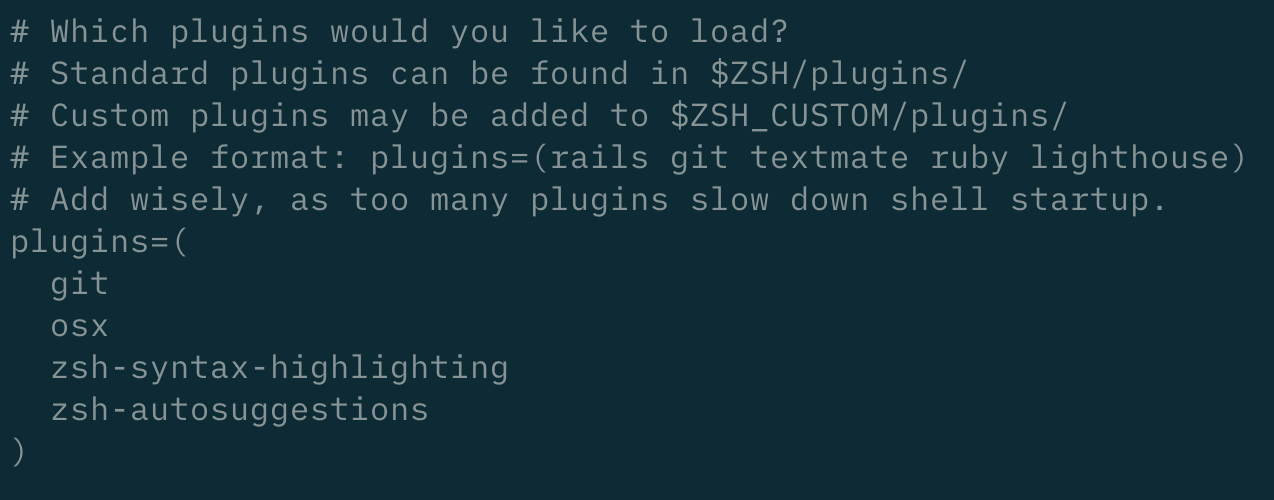 # Which plugins would you like to load?
# Standard plugins can be found in $ZSH/plugins/
# Custom plugins may be added to $ZSH_CUSTOM/plugins/
# Example format: plugins=(rails git textmate ruby lighthouse)
# Add wisely, as too many plugins slow down shell startup.
plugins=(
  git
  osx
  zsh-syntax-highlighting
  zsh-autosuggestions
)